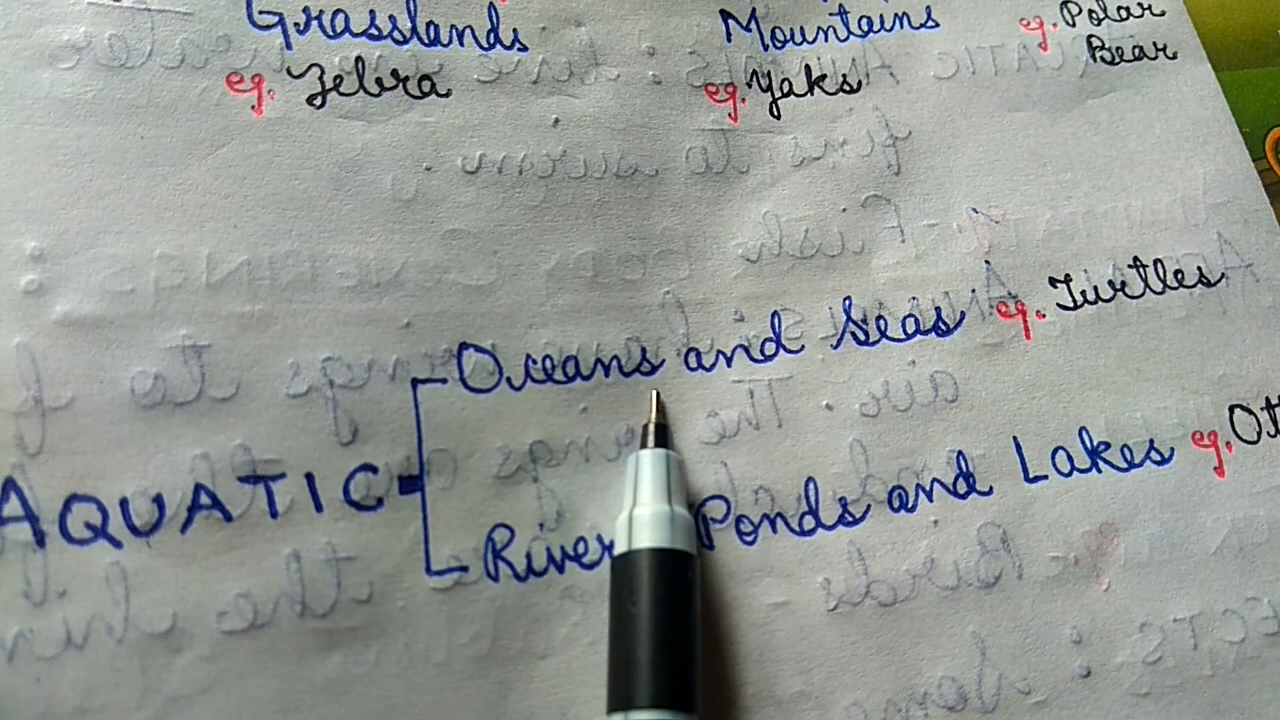 Grasslands
eg. Zebra
Mountains
eg. Yaks
eg. Polar
Bear
AQUATIC
Oceans and Seas eg. Turtles
River Ponds and Lakes eg. Ot